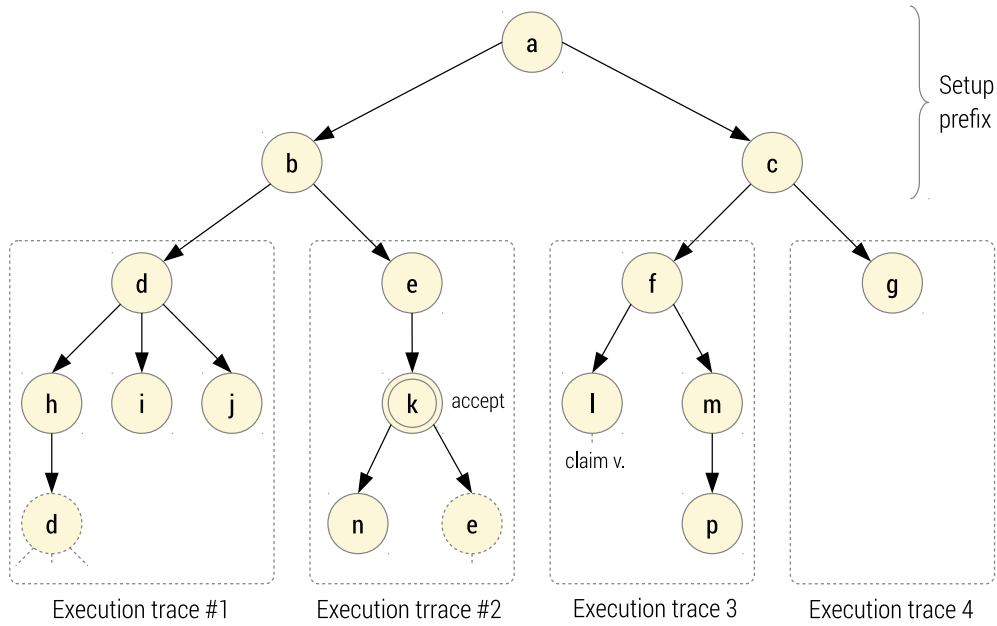 a
Setup
prefix
b
c
d
e
f
g
h
i
j
k
accept
l
m
claim v.
d
n
e
p
Execution trace #1
Execution trrace #2
Execution trace 3
Execution trace 4